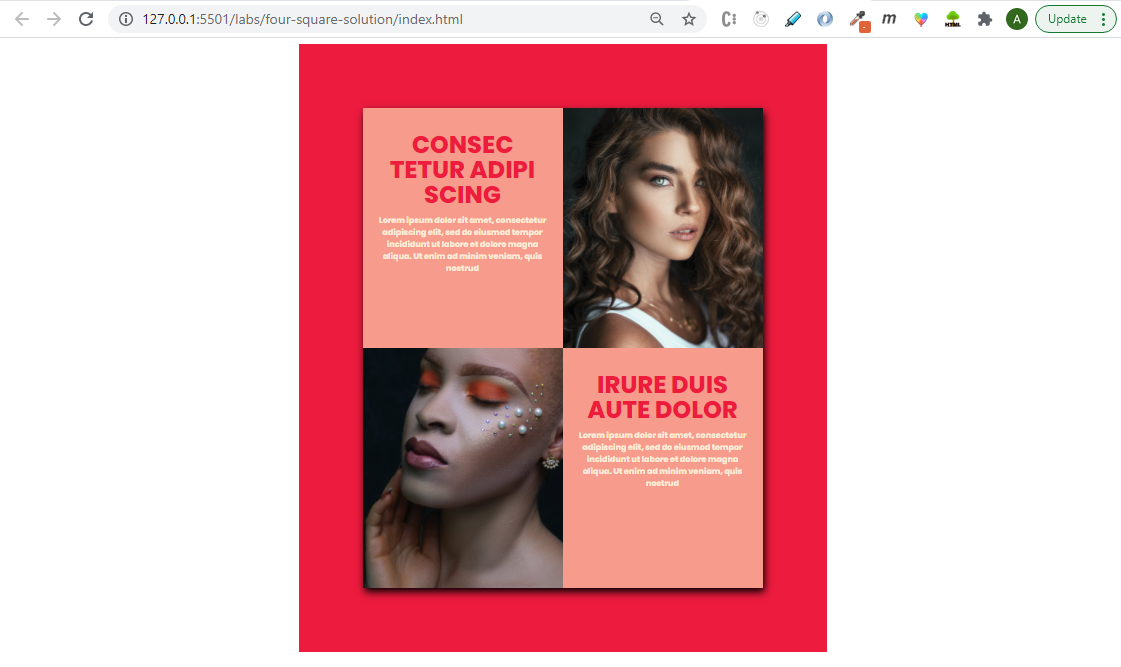 127.0.0.1:5501/labs/four-square-solution/index.html
m
HTML
A
Update
CONSEC
TETUR ADIPI
SCING
Lorem ipsum dolor sit amet, consectetur
adipiscing elit, sed do eiusmod tempor
incididunt ut labore et dolore magna
aliqua. Ut enim ad minim veniam, quis
nostrud
IRURE DUIS
AUTE DOLOR
Lorem ipsum dolor sit amet, consectetur
adipiscing elit, sed do eiusmod tempor
incididunt ut labore et dolore magna
aliqua. Ut enim ad minim veniam, quis
nostrud